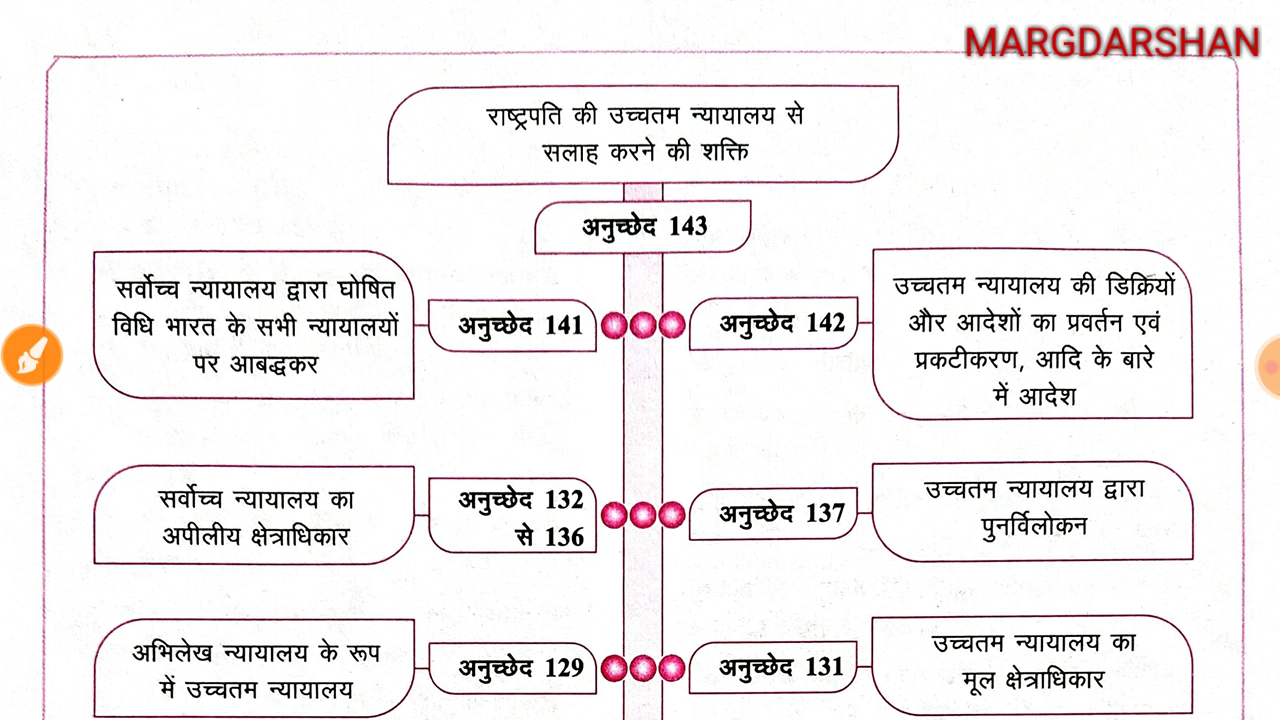 MARGDARSHAN
राष्ट्रपति की उच्चतम न्यायालय से
सलाह करने की शक्ति
अनुच्छेद 143
सर्वोच्च न्यायालय द्वारा घोषित
विधि भारत के सभी न्यायालयों
पर आबद्धकर
अनुच्छेद 141
अनुच्छेद 142
उच्चतम न्यायालय की डिक्रियों
और आदेशों का प्रवर्तन एवं
प्रकटीकरण, आदि के बारे
में आदेश
सर्वोच्च न्यायालय का
अपीलीय क्षेत्राधिकार
अनुच्छेद 132
से 136
अनुच्छेद 137
उच्चतम न्यायालय द्वारा
पुनर्विलोकन
अभिलेख न्यायालय के रूप
में उच्चतम न्यायालय
अनुच्छेद 129
अनुच्छेद 131
उच्चतम न्यायालय का
मूल क्षेत्राधिकार